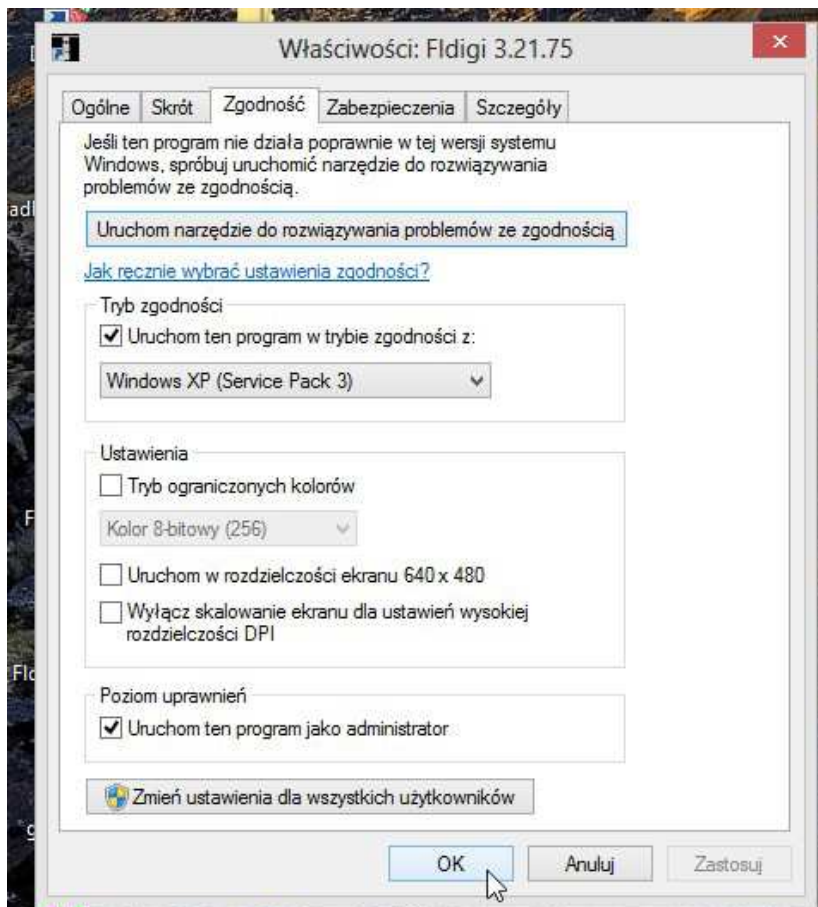 Właściwości: Fldigi 3.21.75
Ogólne Skrót Zgodność Zabezpieczenia Szczegóły
Jeśli ten program nie działa poprawnie w tej wersji systemu
Windows, spróbuj uruchomić narzędzie do rozwiązywania
problemów ze zgodnością.
Uruchom narzędzie do rozwiązywania problemów ze zgodnością
Jak ręcznie wybrać ustawienia zgodności?
Tryb zgodności
Uruchom ten program w trybie zgodności z:
Windows XP (Service Pack 3)
Ustawienia
Tryb ograniczonych kolorów
Kolor 8-bitowy (256)
Uruchom w rozdzielczości ekranu 640 x 480
Wyłącz skalowanie ekranu dla ustawień wysokiej
rozdzielczości DPI
Poziom uprawnień
Uruchom ten program jako administrator
Zmień ustawienia dla wszystkich użytkowników
OK Anuluj Zastosuj